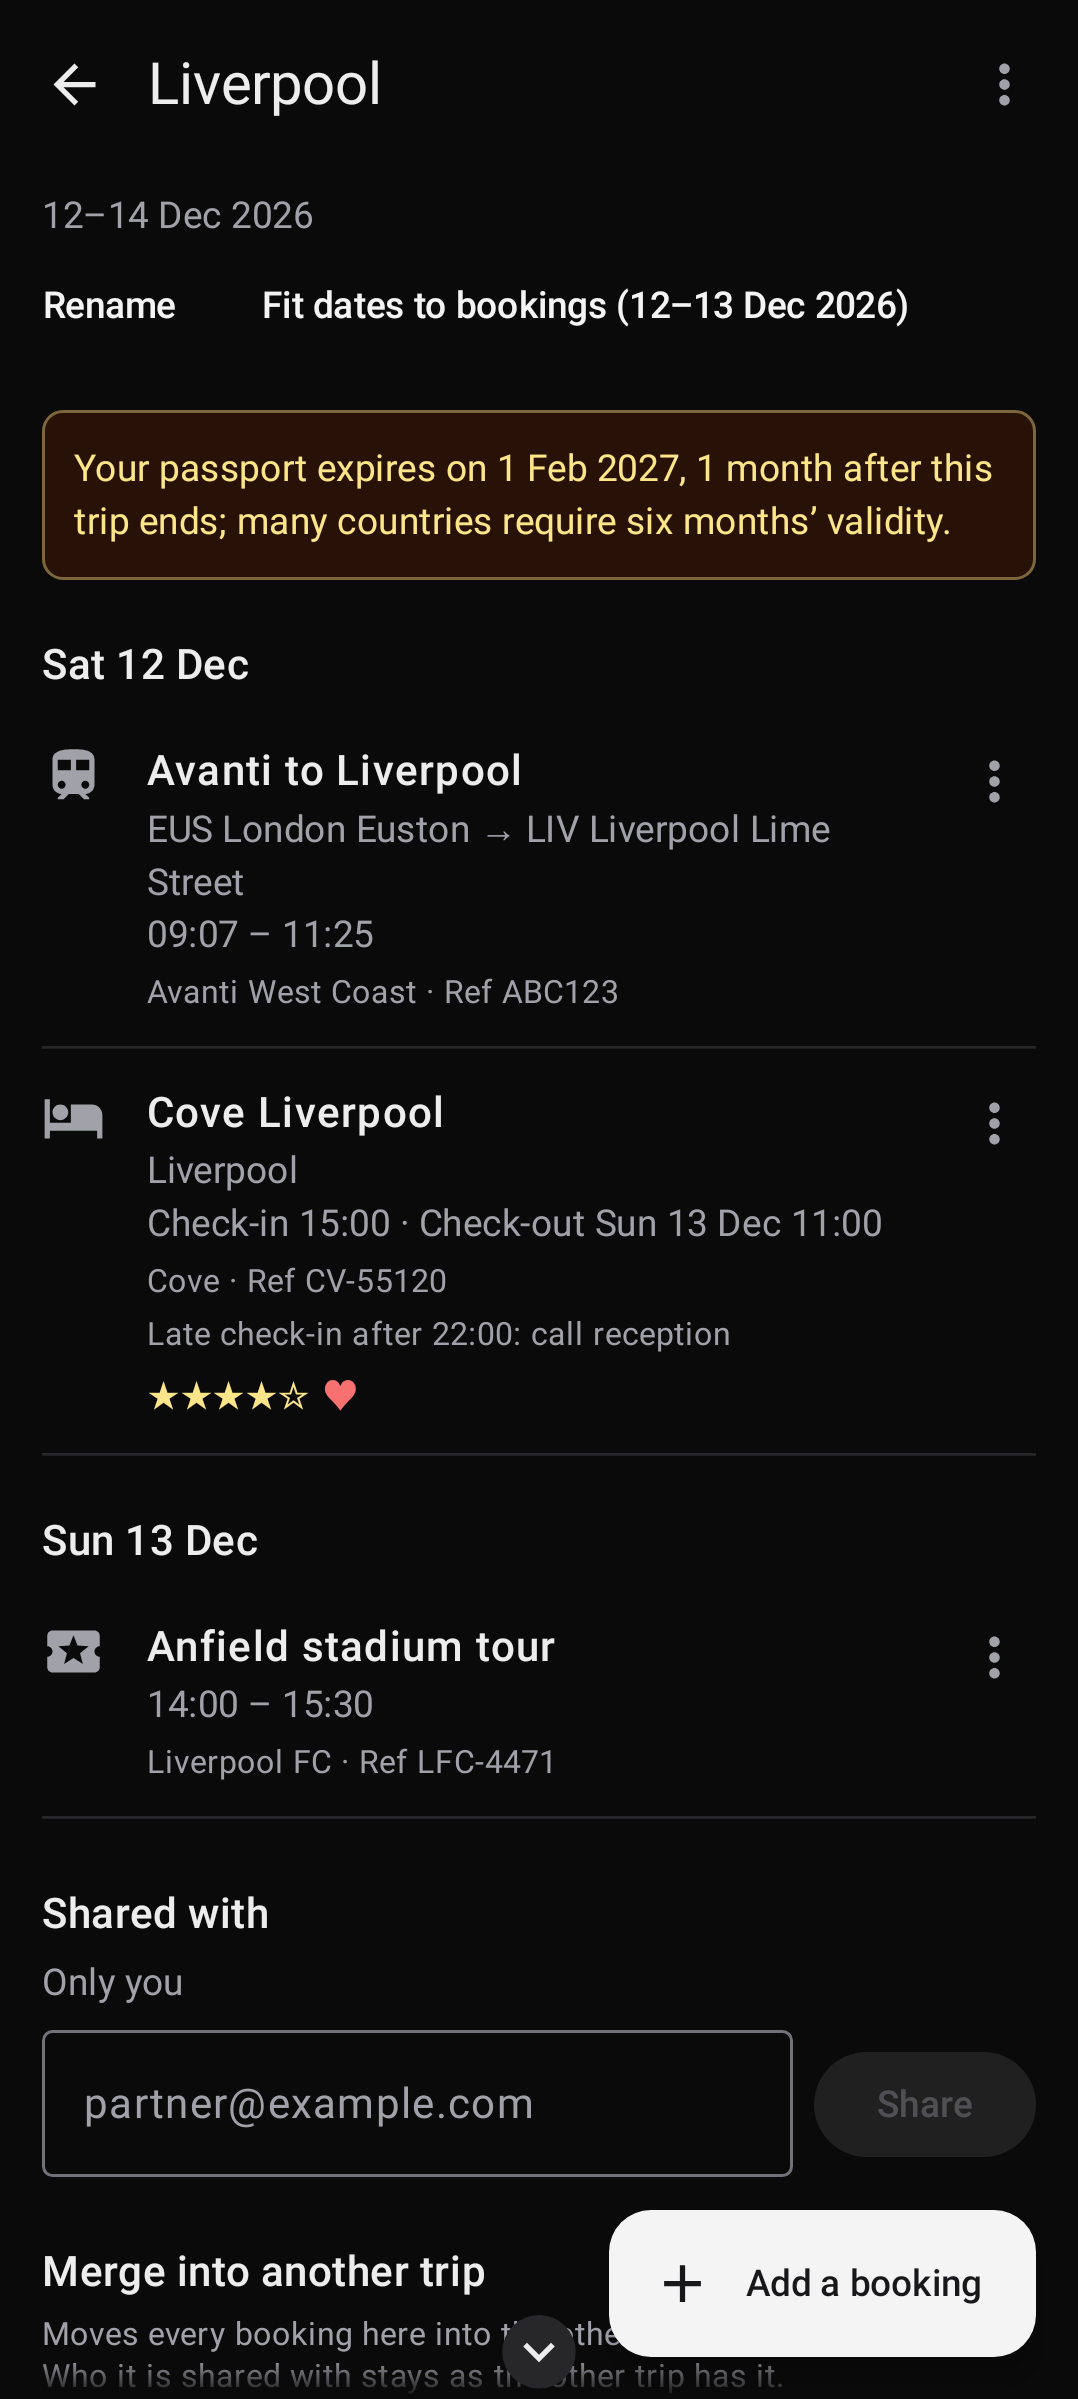 Liverpool
12–14 Dec 2026
Rename Fit dates to bookings (12–13 Dec 2026)
Your passport expires on 1 Feb 2027, 1 month after this
trip ends; many countries require six months’ validity.
Sat 12 Dec
Avanti to Liverpool
EUS London Euston → LIV Liverpool Lime
Street
09:07 – 11:25
Avanti West Coast · Ref ABC123
Cove Liverpool
Liverpool
Check-in 15:00 · Check-out Sun 13 Dec 11:00
Cove · Ref CV-55120
Late check-in after 22:00: call reception
★★★★☆ ♥
Sun 13 Dec
Anfield stadium tour
14:00 – 15:30
Liverpool FC · Ref LFC-4471
Shared with
Only you
partner@example.com
Share
Merge into another trip
Add a booking
Moves every booking here into
Who it is shared with stays as other trip has it.